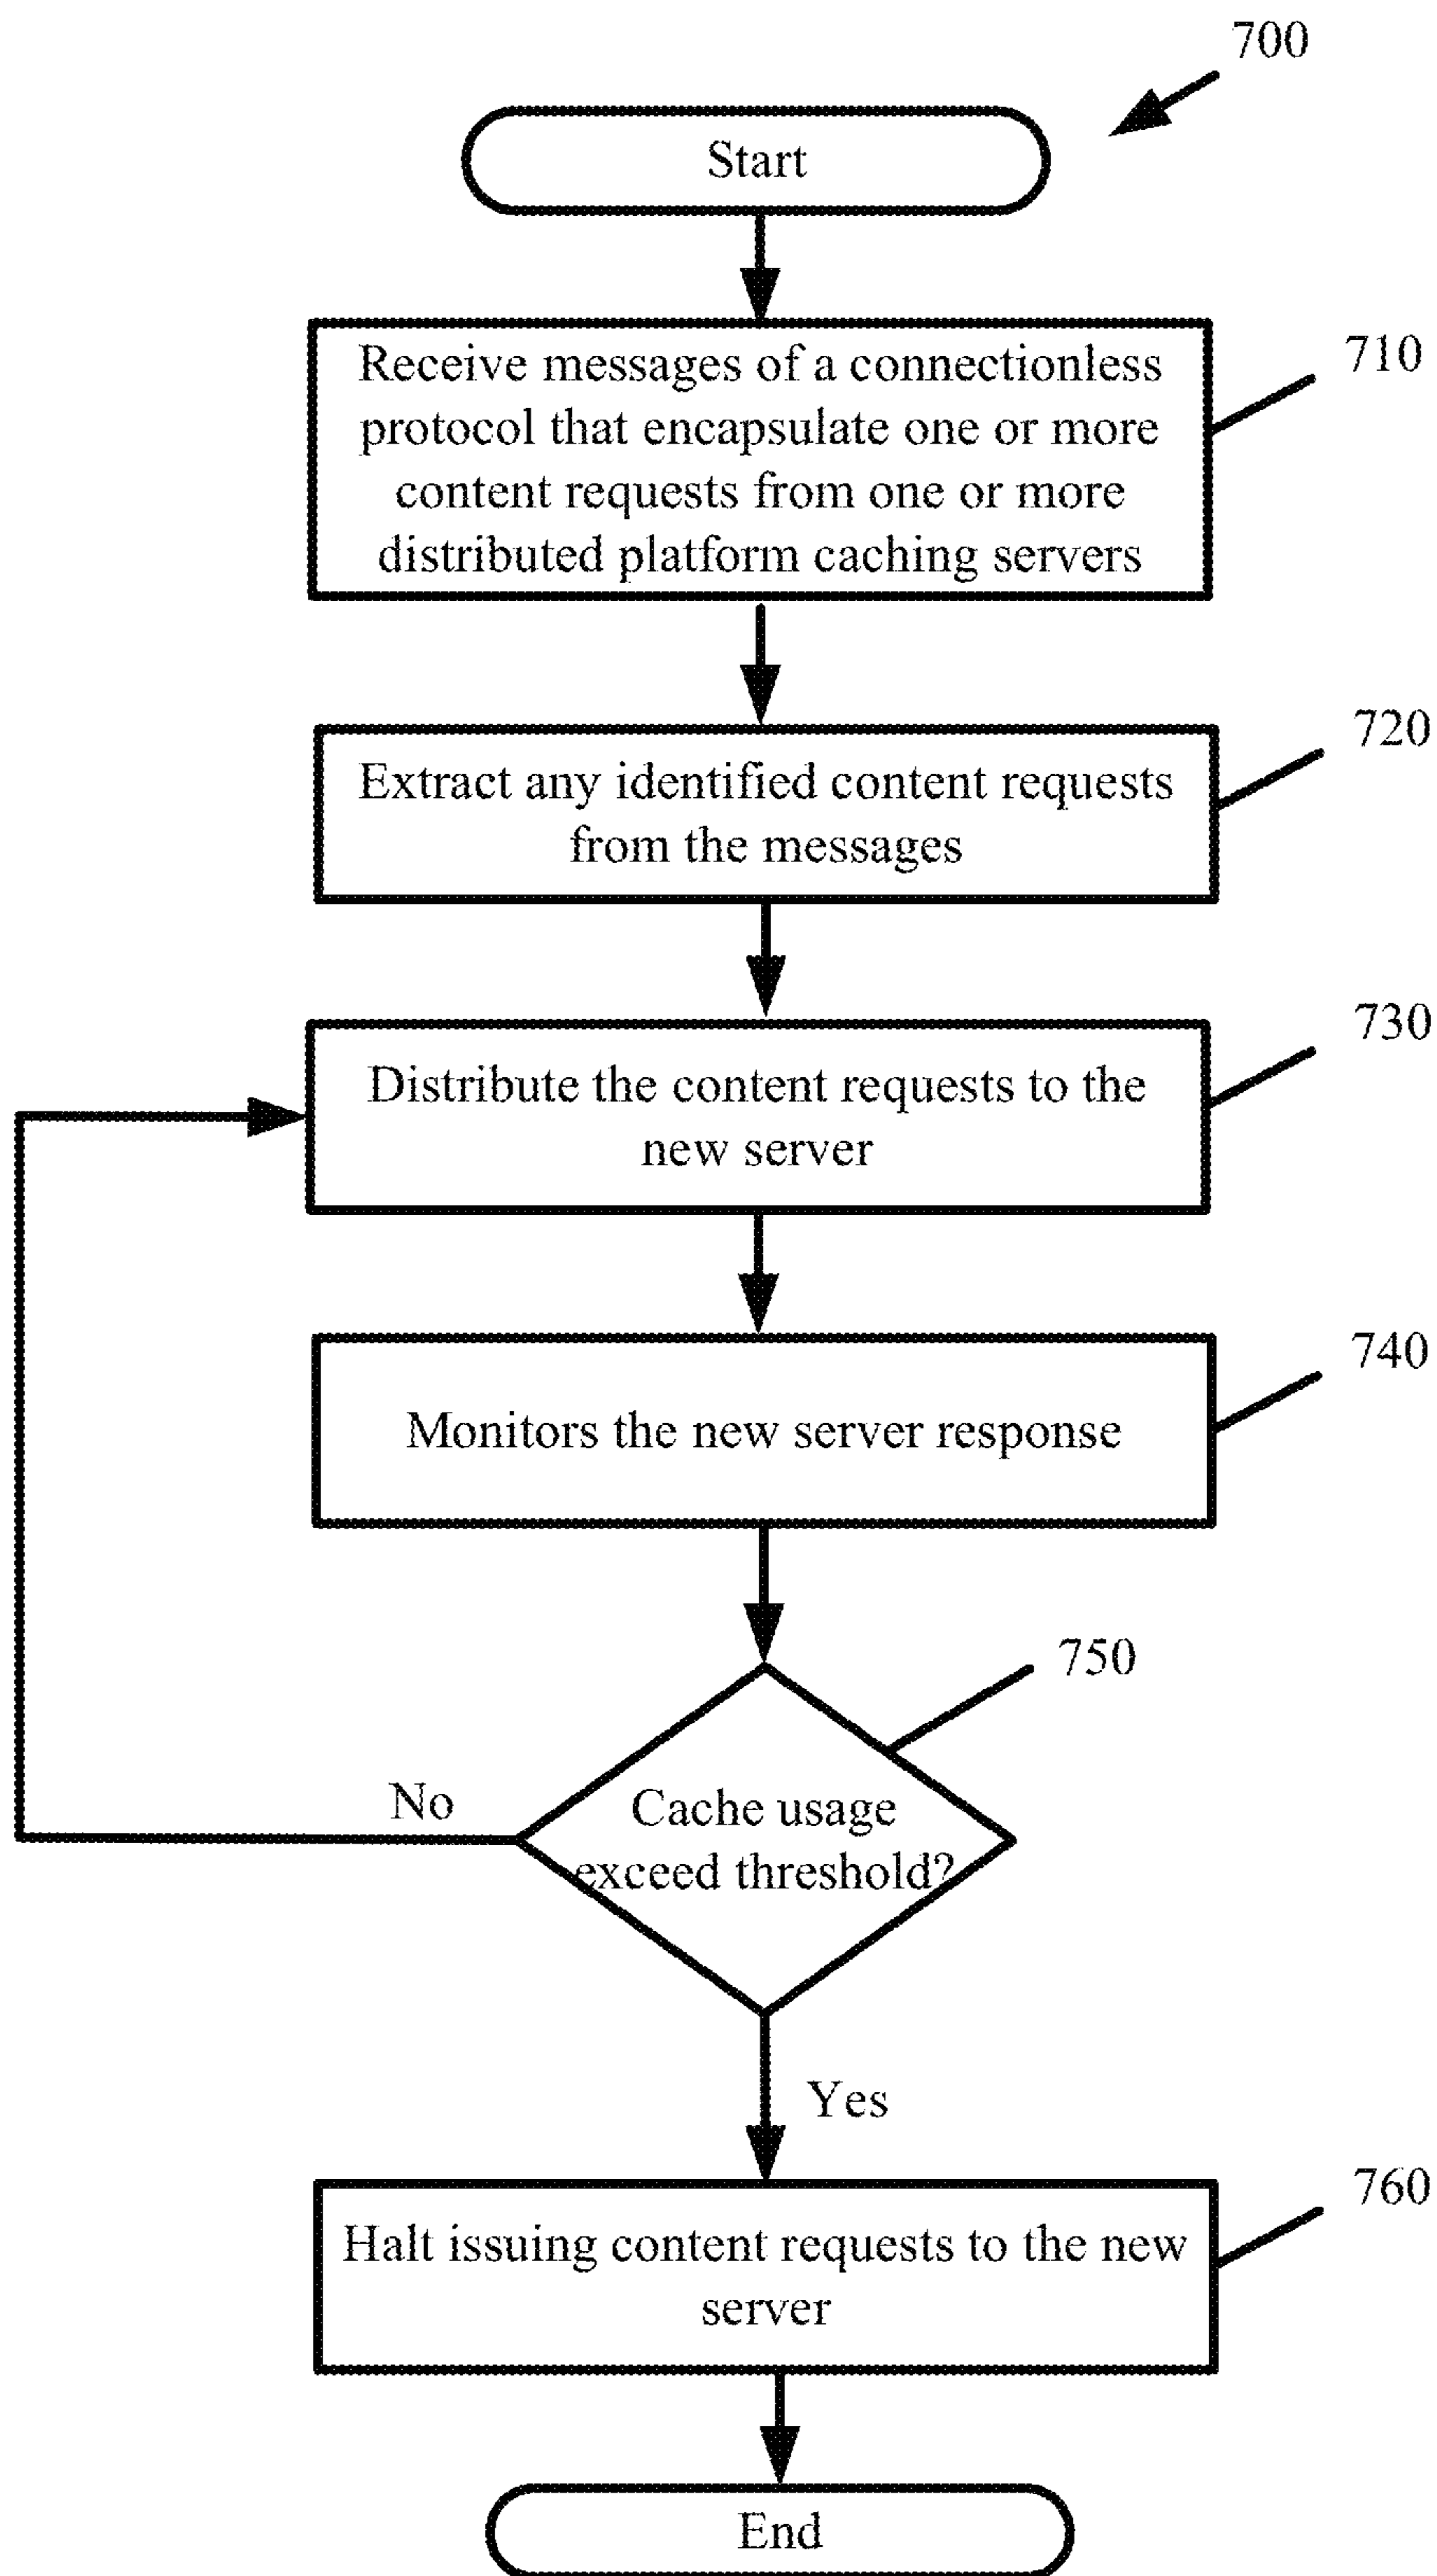 700
Start
Receive messages of a connectionless
protocol that encapsulate one or more
content requests from one or more
distributed platform caching servers
710
Extract any identified content requests
from the messages
720
Distribute the content requests to the
new server
730
Monitors the new server response
740
750
Cache usage
exceed threshold?
No
Yes
Halt issuing content requests to the new
server
760
End